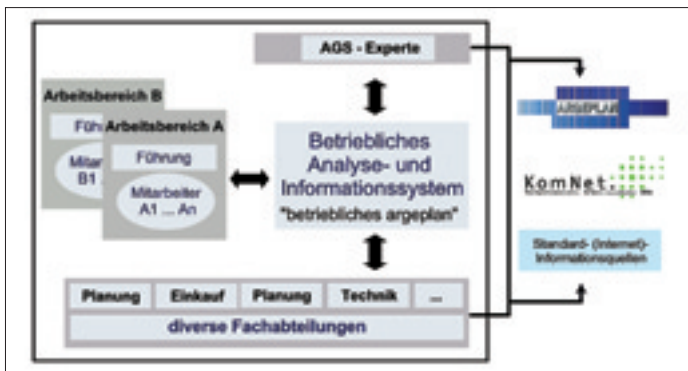 AGS - Experte
Arbeitsbereich B
Arbeitsbereich A
Führung
Mitarbeiter
A1 ... An
B1 ..
Betriebliches
Analyse- und
Informationssystem
"betriebliches argeplan"
ARGEPLAN
KomNet.
Standard- (Internet)-
Informationsquellen
Planung Einkauf Planung Technik ...
diverse Fachabteilungen